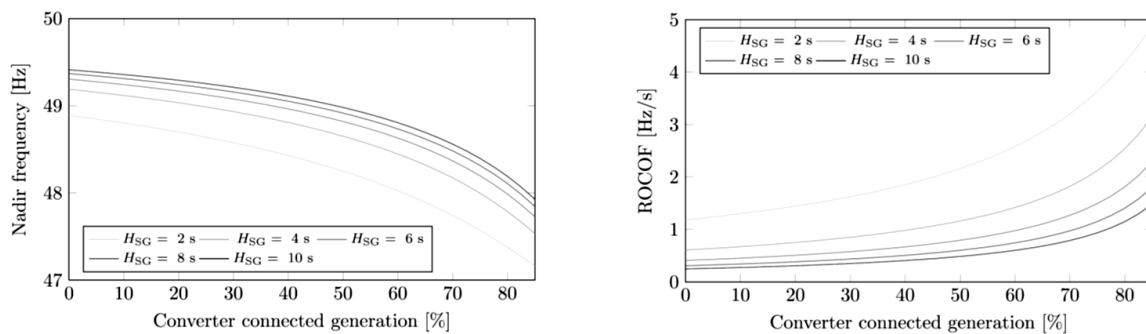 50
49
48
47
Nadir frequency [Hz]
H_SG = 2 s H_SG = 4 s H_SG = 6 s
H_SG = 8 s H_SG = 10 s
0 10 20 30 40 50 60 70 80
Converter connected generation [%]
5
4
3
2
1
0
ROCOF [Hz/s]
H_SG = 2 s H_SG = 4 s H_SG = 6 s
H_SG = 8 s H_SG = 10 s
0 10 20 30 40 50 60 70 80
Converter connected generation [%]